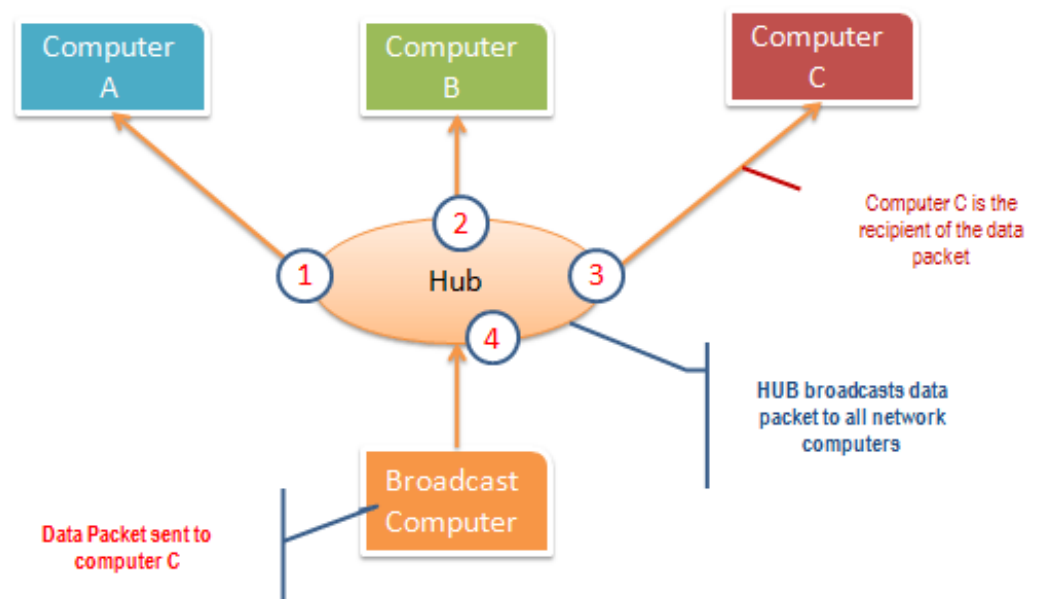 Computer
A
Computer
B
Computer
C
Computer C is the
recipient of the data
packet
2
1
Hub
3
4
HUB broadcasts data
packet to all network
computers
Broadcast
Computer
Data Packet sent to
computer C